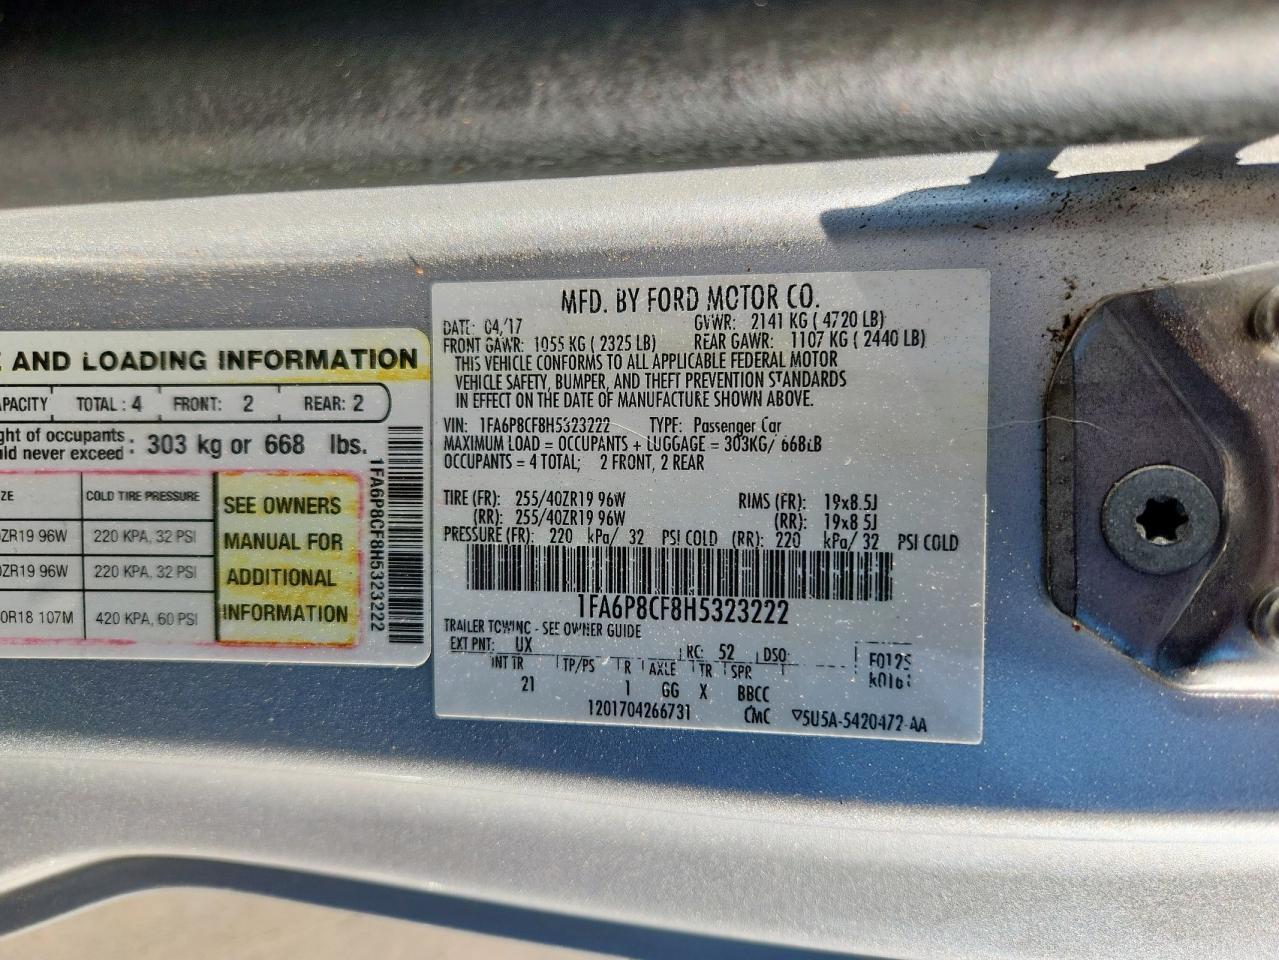 AND LOADING INFORMATION
TOTAL : 4 FRONT: 2 REAR: 2
of occupants
never exceed : 303 kg or 668 lbs.
COLD TIRE PRESSURE
96W 220 KPA, 32 PSI
96W 220 KPA, 32 PSI
107M 420 KPA, 60 PSI
SEE OWNERS
MANUAL FOR
ADDITIONAL
INFORMATION
1FA6P8CF8H5323222
MFD. BY FORD MOTOR CO.
DATE: 04/17 GVWR: 2141 KG ( 4720 LB)
FRONT GAWR: 1055 KG ( 2325 LB) REAR GAWR: 1107 KG ( 2440 LB)
THIS VEHICLE CONFORMS TO ALL APPLICABLE FEDERAL MOTOR
VEHICLE SAFETY, BUMPER, AND THEFT PREVENTION STANDARDS
IN EFFECT ON THE DATE OF MANUFACTURE SHOWN ABOVE.
VIN: 1FA6P8CF8H5323222 TYPE: Passenger Car
MAXIMUM LOAD = OCCUPANTS + LUGGAGE = 303KG/ 668LB
OCCUPANTS = 4 TOTAL; 2 FRONT, 2 REAR
TIRE (FR): 255/40ZR19 96W RIMS (FR): 19x8.5J
(RR): 255/40ZR19 96W (RR): 19x8.5J
PRESSURE (FR): 220 kPa/ 32 PSI COLD (RR): 220 kPa/ 32 PSI COLD
1FA6P8CF8H5323222
TRAILER TOWING - SEE OWNER GUIDE
EXT PNT: UX RC: 52 DSO:
INT TR TP/PS R AXLE TR SPR
21 1 GG X BBCC
1201704266731 CMC 5U5A-5420472-AA